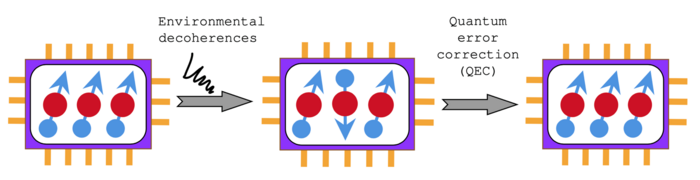 Environmental
decoherences
Quantum
error
correction
(QEC)